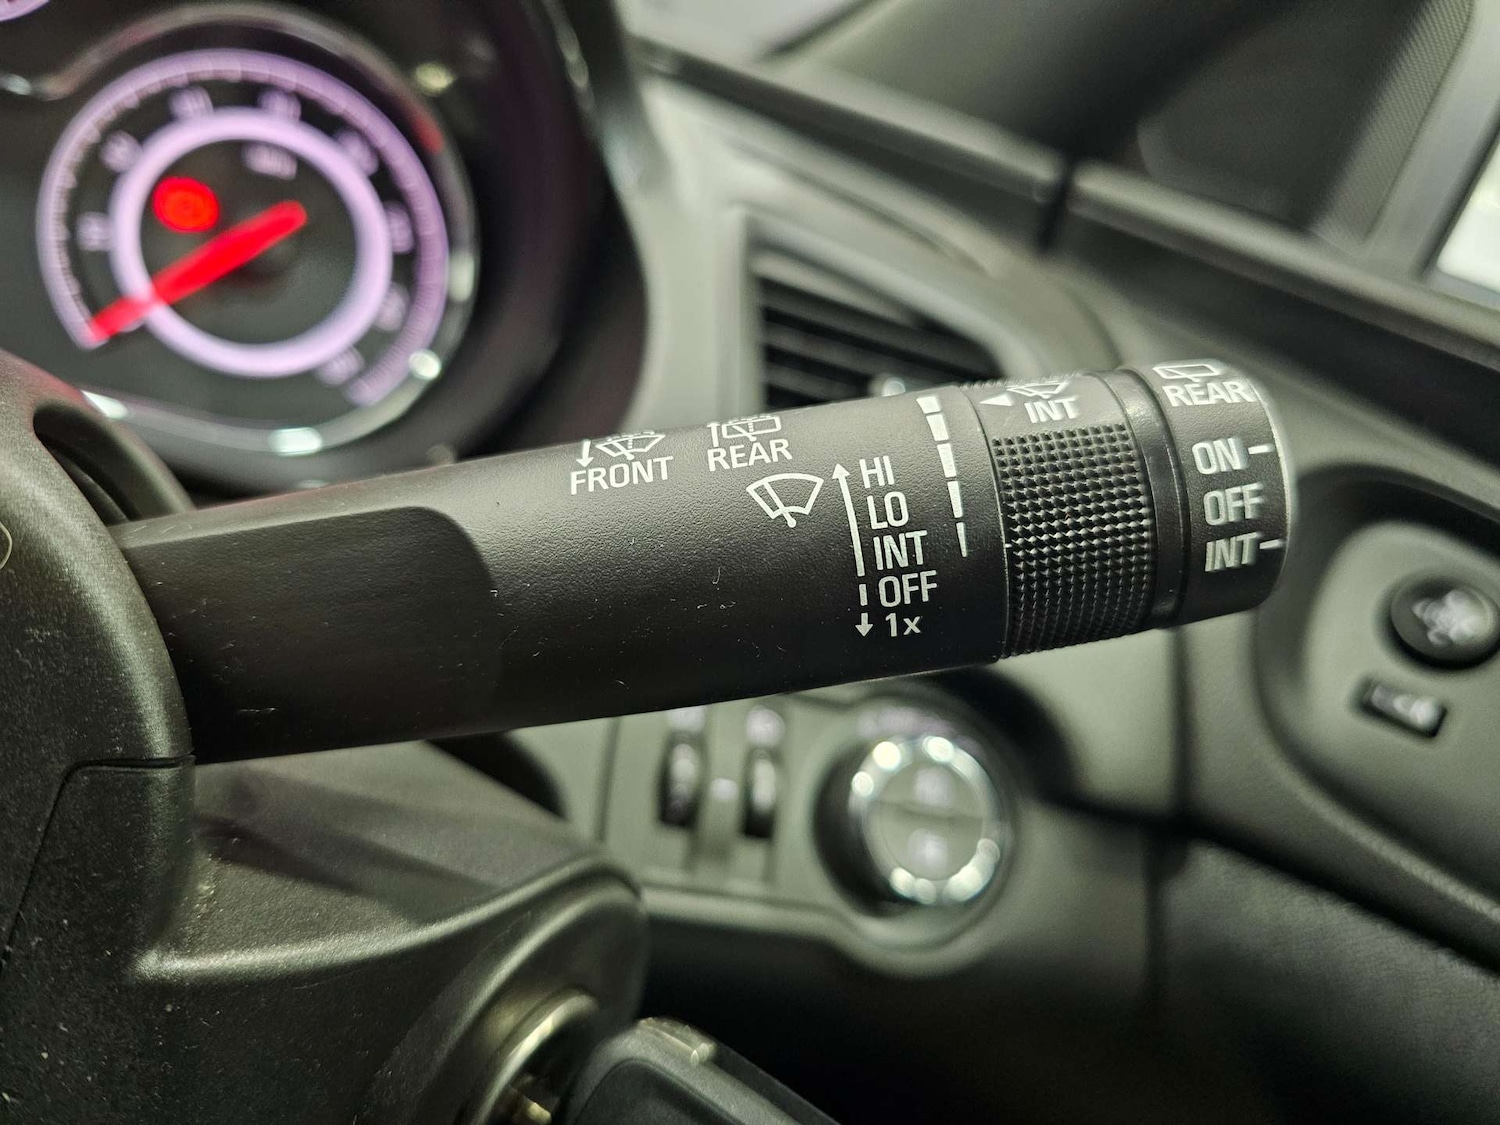 FRONT
REAR
HI
LO
INT
OFF
1x
INT
REAR
ON
OFF
INT